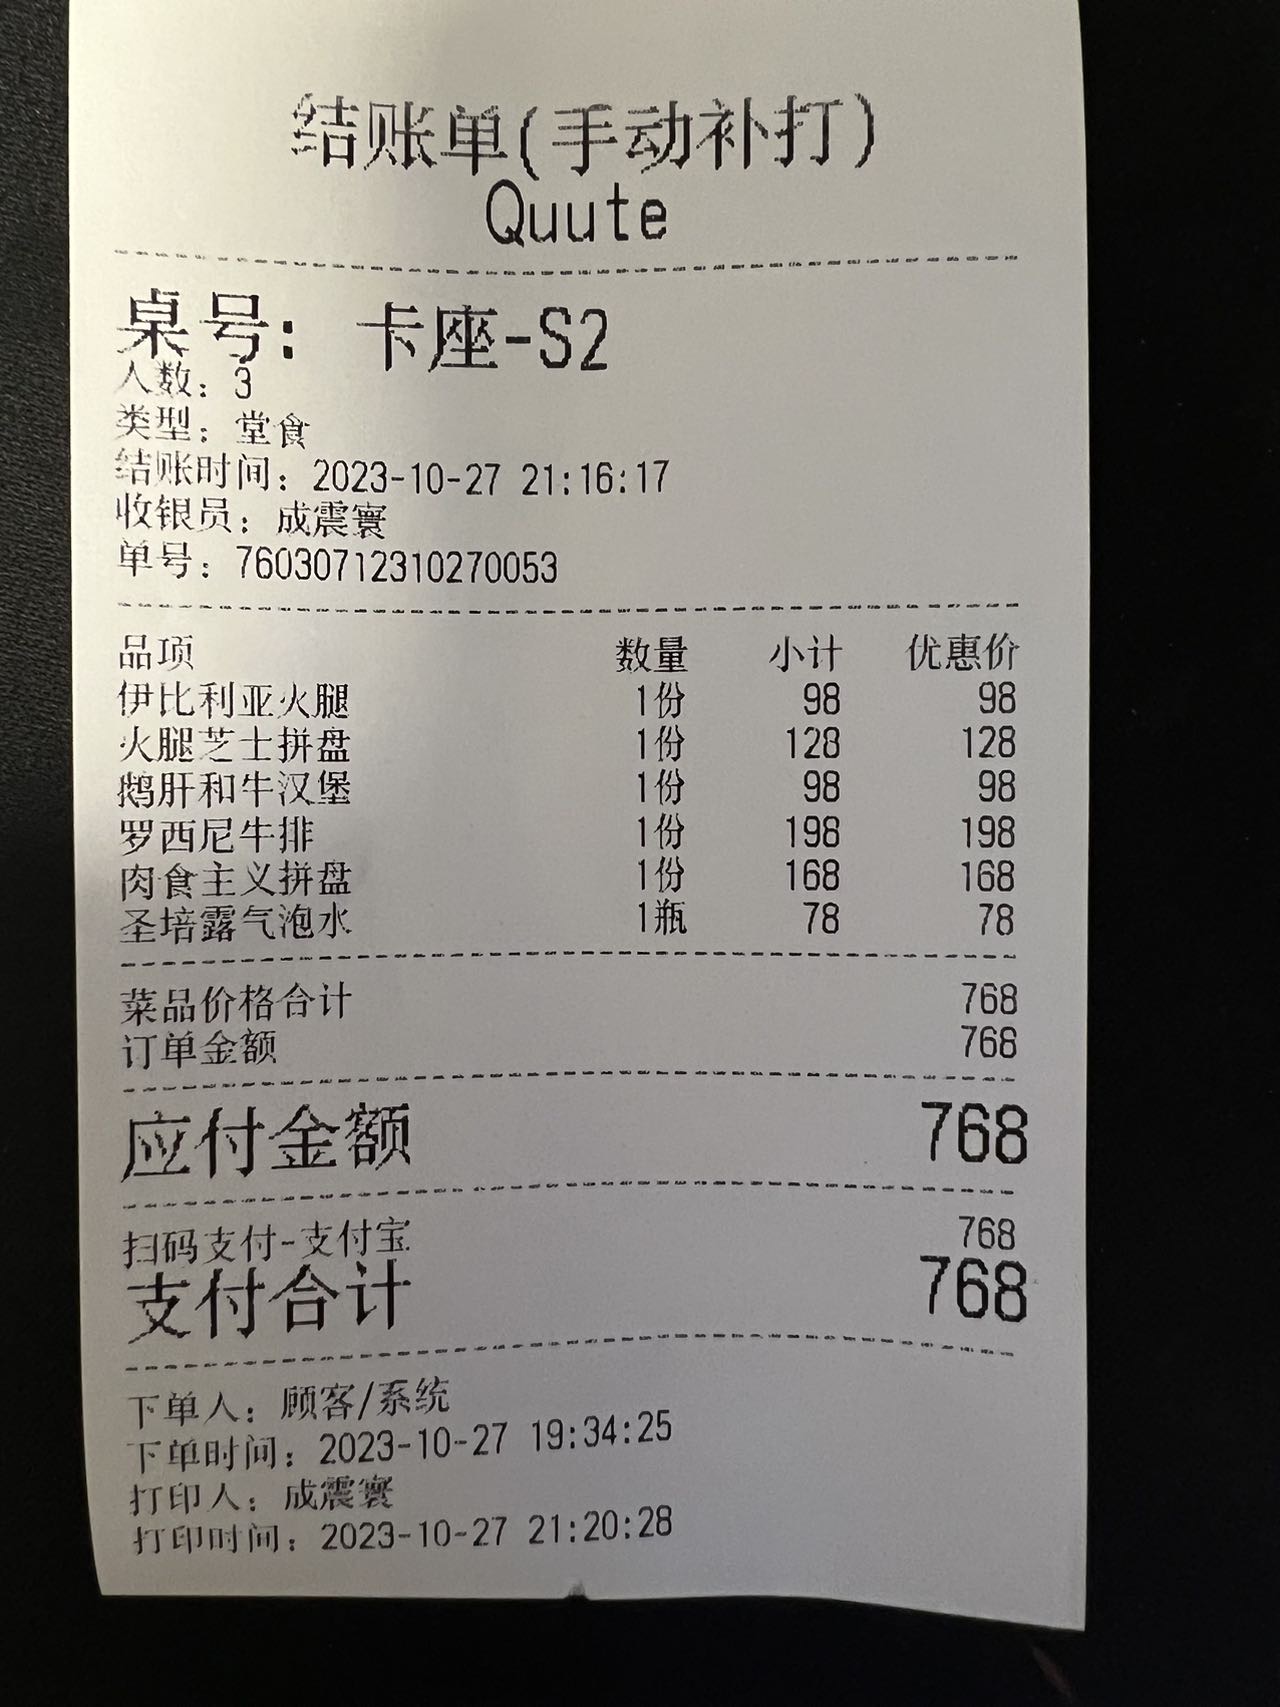 结账单(手动补打)
Quute
桌号: 卡座-S2
人数: 3
类型: 堂食
结账时间: 2023-10-27 21:16:17
收银员: 成震寰
单号: 76030712310270053
品项 数量 小计 优惠价
伊比利亚火腿 1份 98 98
火腿芝士拼盘 1份 128 128
鹅肝和牛汉堡 1份 98 98
罗西尼牛排 1份 198 198
肉食主义拼盘 1份 168 168
圣培露气泡水 1瓶 78 78
菜品价格合计 768
订单金额 768
应付金额 768
扫码支付-支付宝 768
支付合计 768
下单人: 顾客/系统
下单时间: 2023-10-27 19:34:25
打印人: 成震寰
打印时间: 2023-10-27 21:20:28